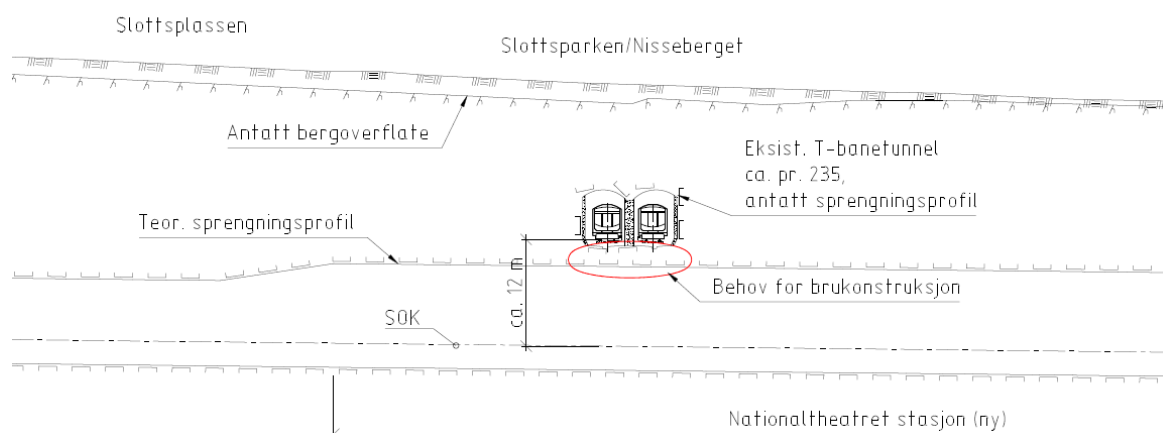 Slottsplassen
Slottsparken/Nisseberget
Antatt bergoverflate
Eksist. T-banetunnel
ca. pr. 235,
antatt sprengningsprofil
Teor. sprengningsprofil
Behov for brukonstruksjon
ca. 12 m
SOK
Nationaltheatret stasjon (ny)